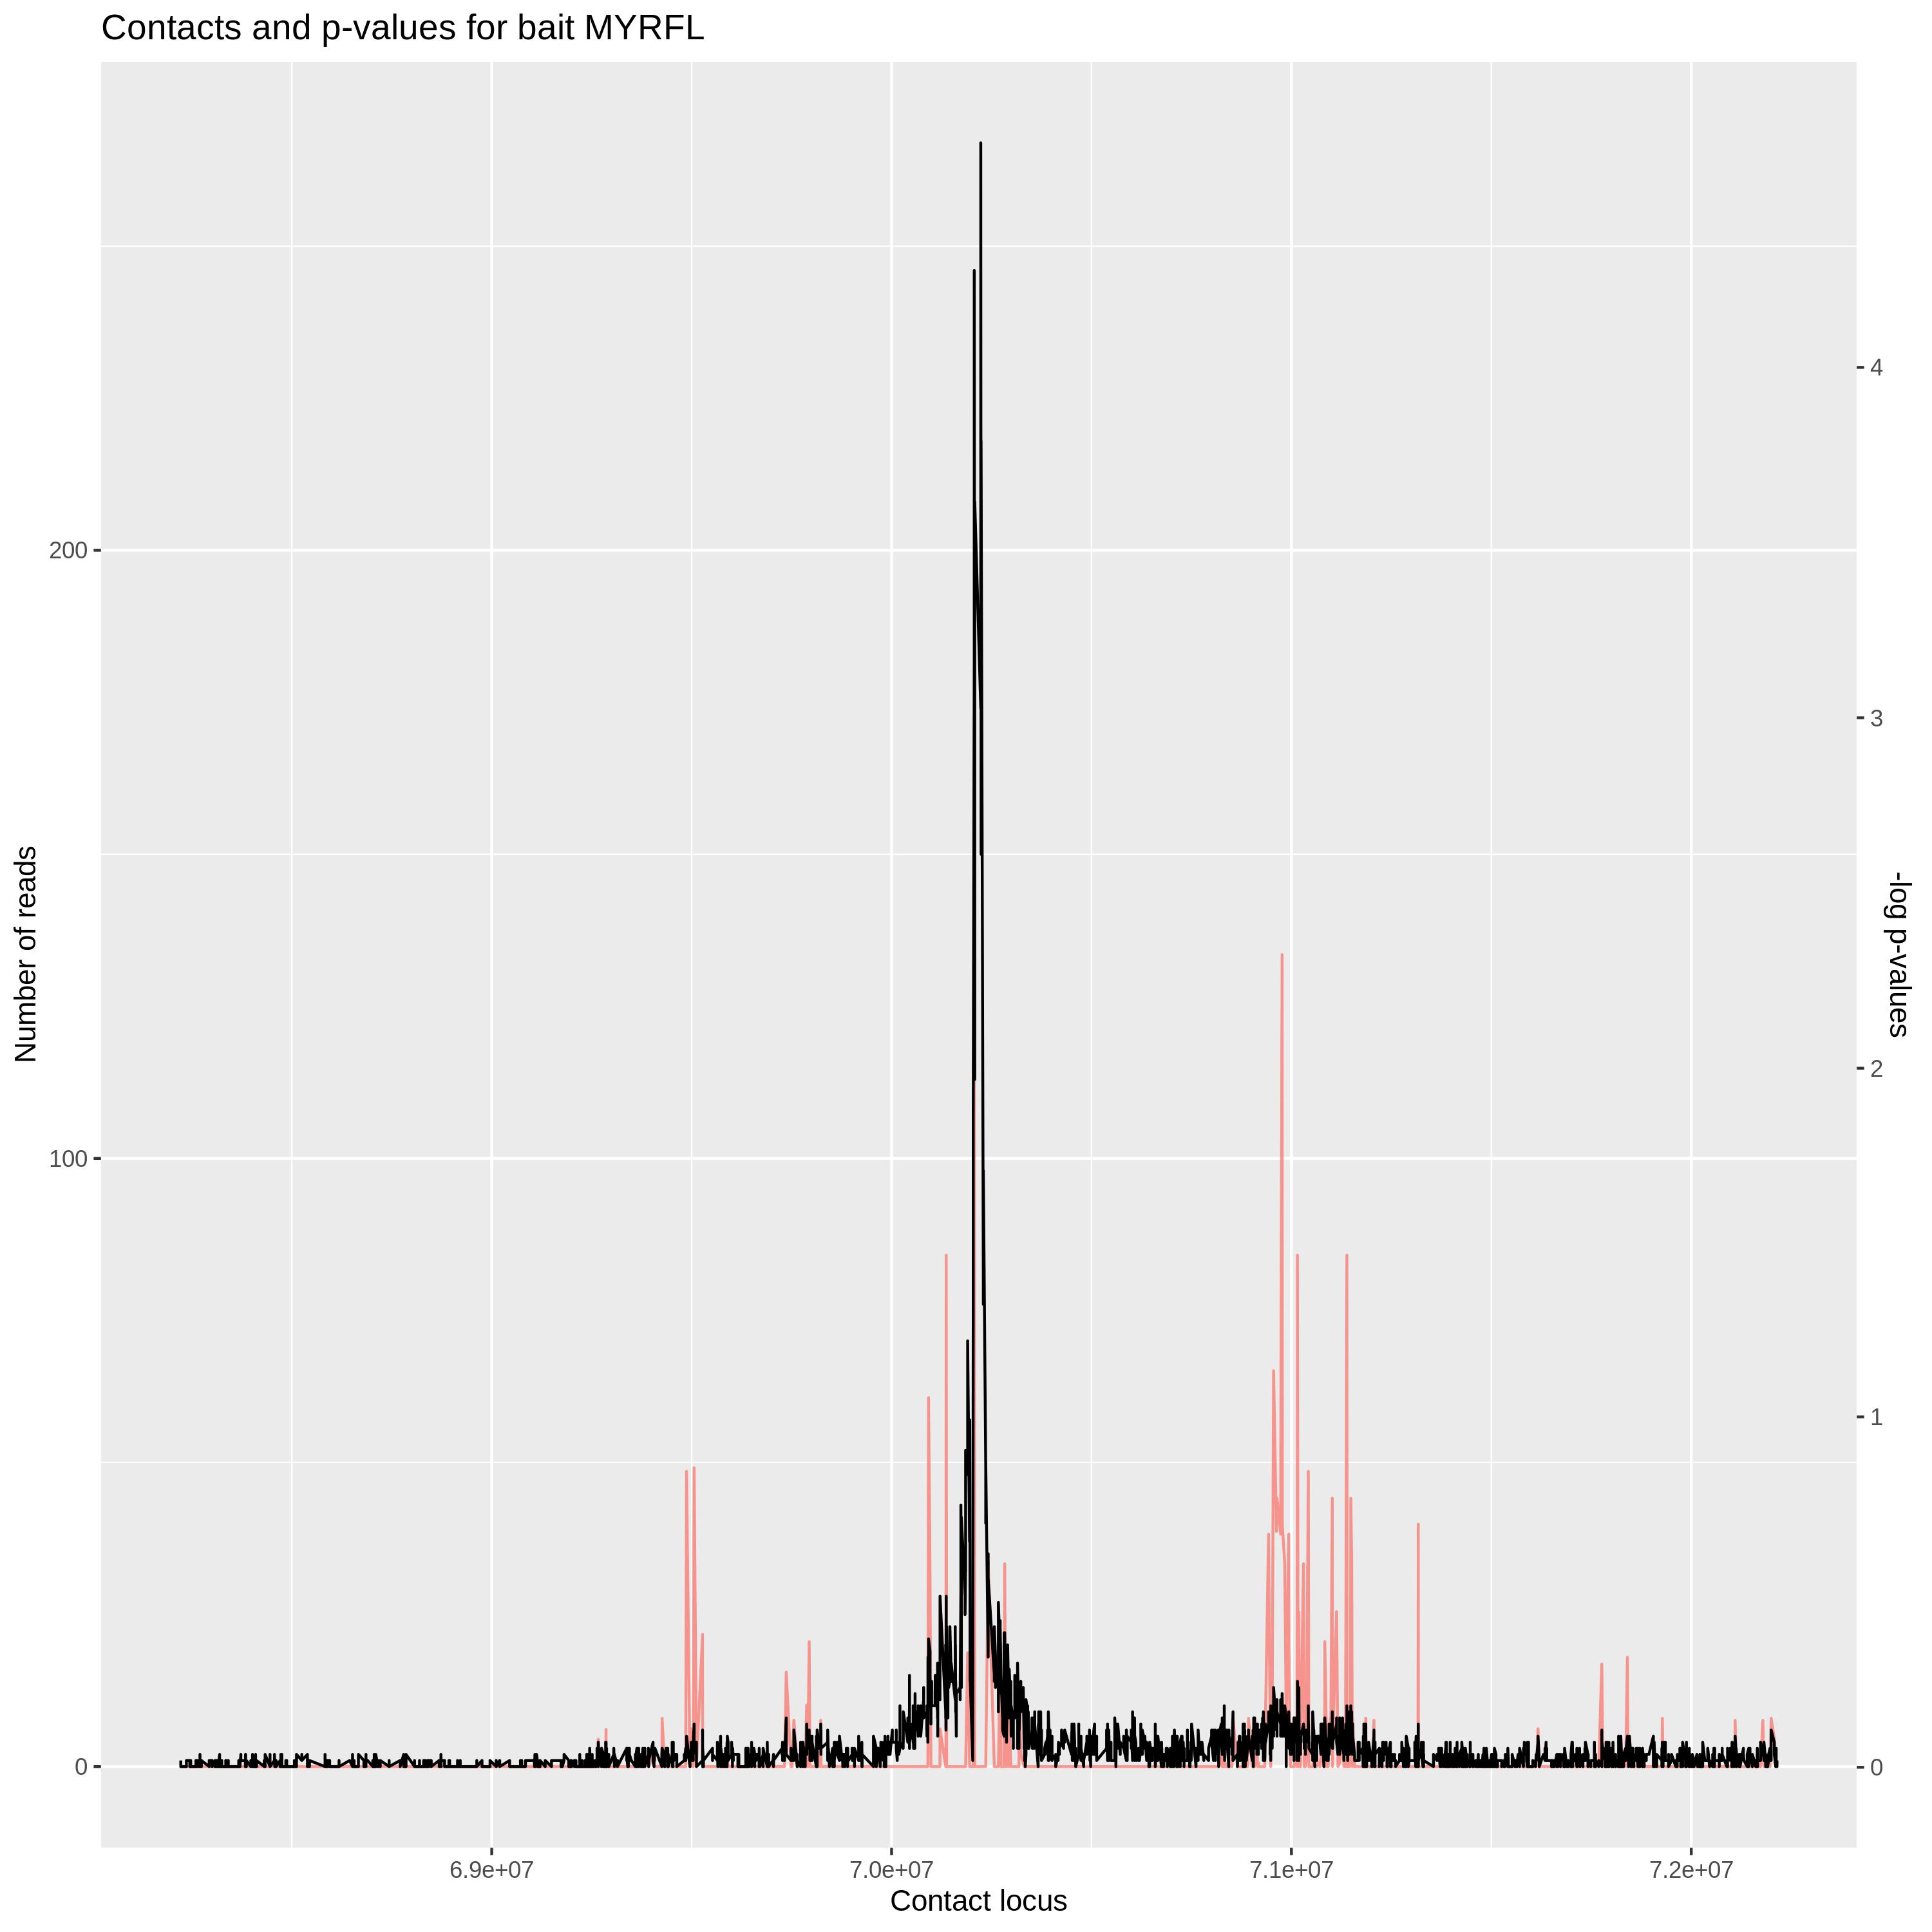 Contacts and p-values for bait MYRFL
Number of reads
200
100
0
4
3
2
1
0
-log p-values
6.9e+07 7.0e+07 7.1e+07 7.2e+07
Contact locus